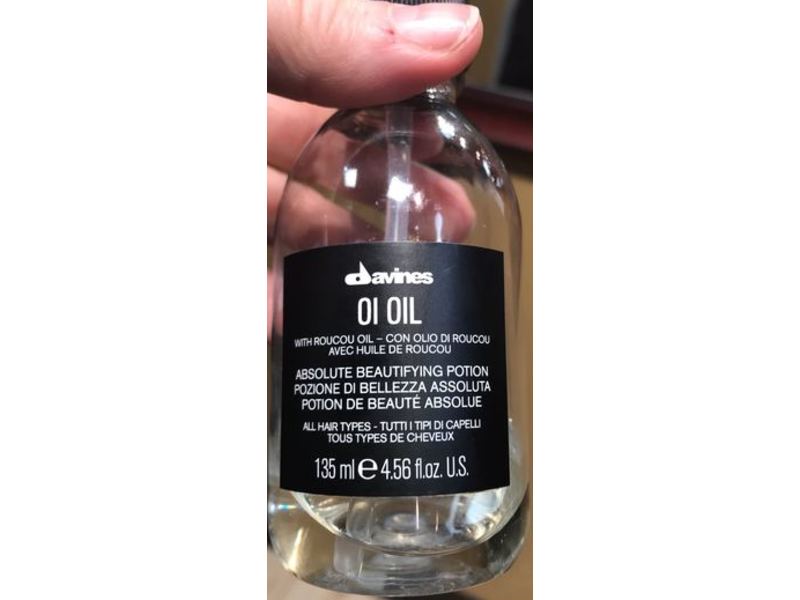 davines
OI OIL
WITH ROUCOU OIL – CON OLIO DI ROUCOU
AVEC HUILE DE ROUCOU
ABSOLUTE BEAUTIFYING POTION
POZIONE DI BELLEZZA ASSOLUTA
POTION DE BEAUTÉ ABSOLUE
ALL HAIR TYPES - TUTTI I TIPI DI CAPELLI
TOUS TYPES DE CHEVEUX
135 ml ℮ 4.56 fl.oz. U.S.